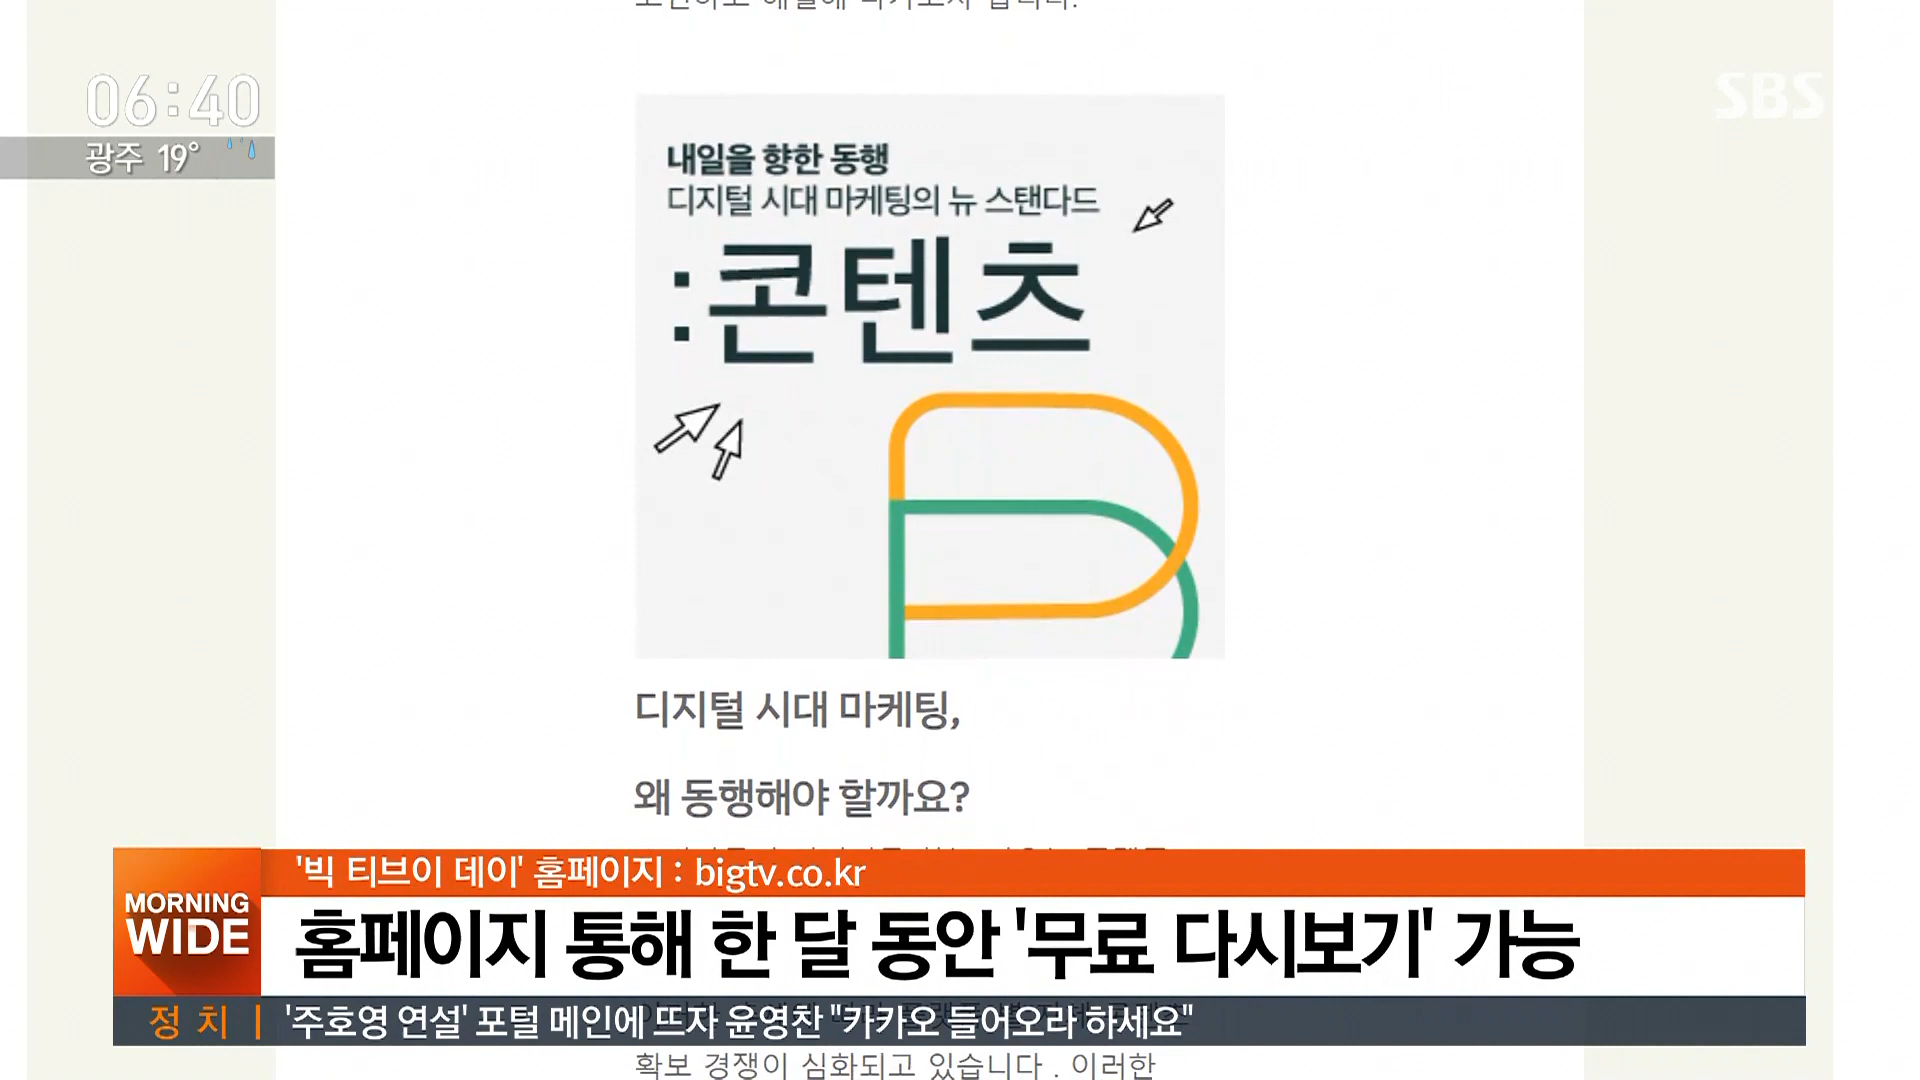 06:40
SBS
광주 19°
내일을 향한 동행
디지털 시대 마케팅의 뉴 스탠다드
:콘텐츠
디지털 시대 마케팅,
왜 동행해야 할까요?
'빅 티브이 데이' 홈페이지 : bigtv.co.kr
MORNING
WIDE
홈페이지 통해 한 달 동안 '무료 다시보기' 가능
정 치 | '주호영 연설' 포털 메인에 뜨자 윤영찬 "카카오 들어오라 하세요"
확보 경쟁이 심화되고 있습니다 . 이러한